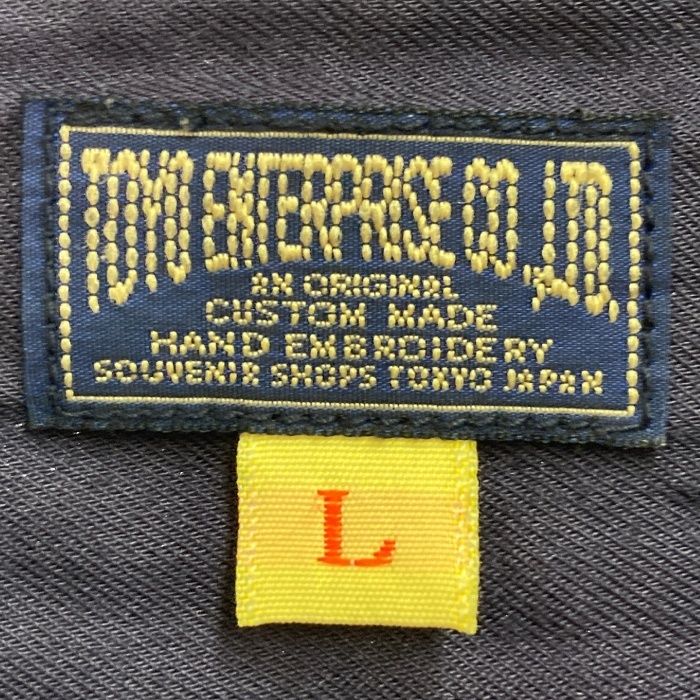 TOYO ENTERPRISE CO.,LTD.
AN ORIGINAL
CUSTOM MADE
HAND EMBROIDERY
SOUVENIR SHOPS TOKYO JAPAN
L